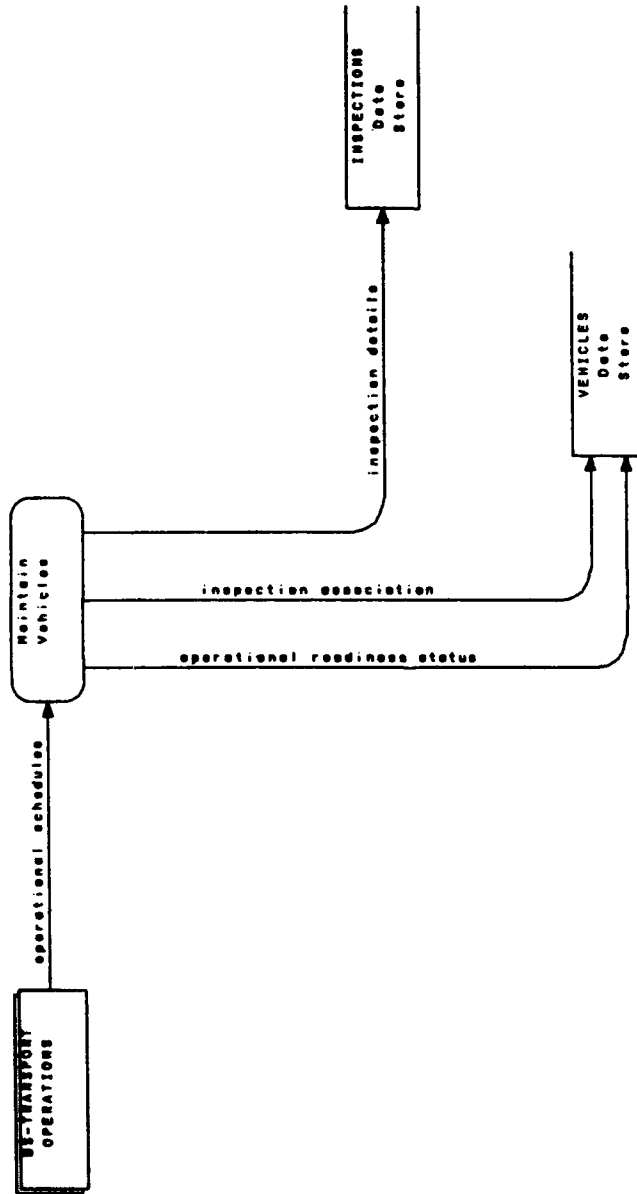 OPERATIONS
operational schedules
Maintain
Vehicles
operational readiness status
inspection association
inspection details
INSPECTIONS
Data
Store
VEHICLES
Data
Store